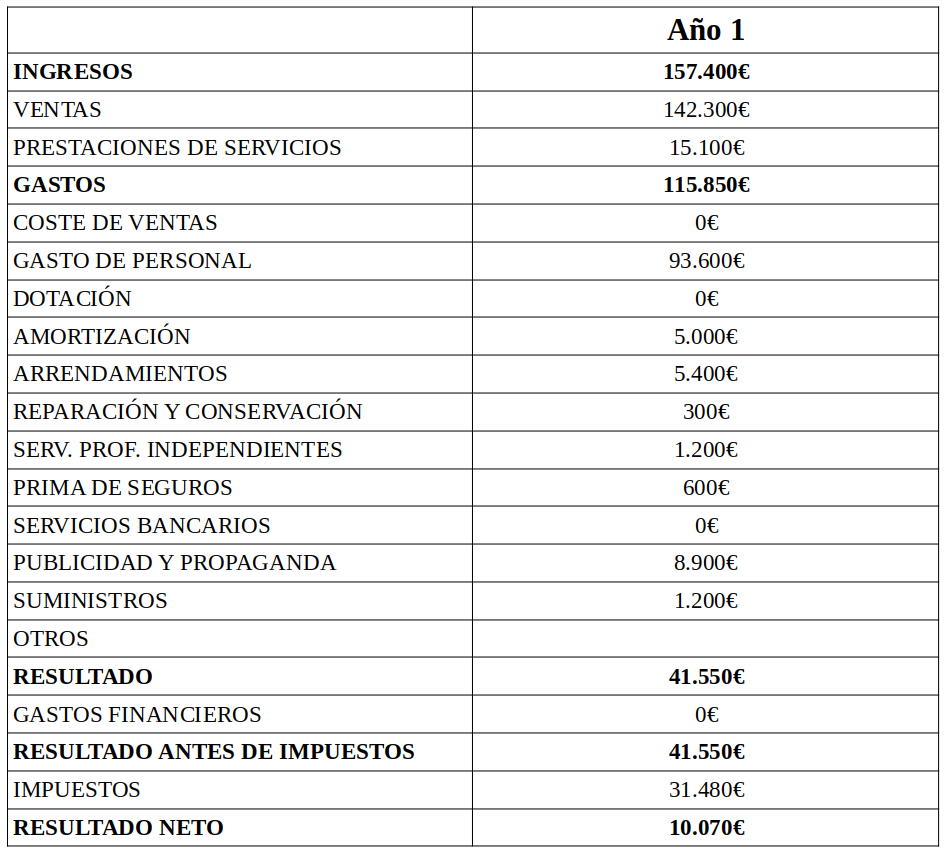 Año 1
INGRESOS 157.400€
VENTAS 142.300€
PRESTACIONES DE SERVICIOS 15.100€
GASTOS 115.850€
COSTE DE VENTAS 0€
GASTO DE PERSONAL 93.600€
DOTACIÓN 0€
AMORTIZACIÓN 5.000€
ARRENDAMIENTOS 5.400€
REPARACIÓN Y CONSERVACIÓN 300€
SERV. PROF. INDEPENDIENTES 1.200€
PRIMA DE SEGUROS 600€
SERVICIOS BANCARIOS 0€
PUBLICIDAD Y PROPAGANDA 8.900€
SUMINISTROS 1.200€
OTROS
RESULTADO 41.550€
GASTOS FINANCIEROS 0€
RESULTADO ANTES DE IMPUESTOS 41.550€
IMPUESTOS 31.480€
RESULTADO NETO 10.070€